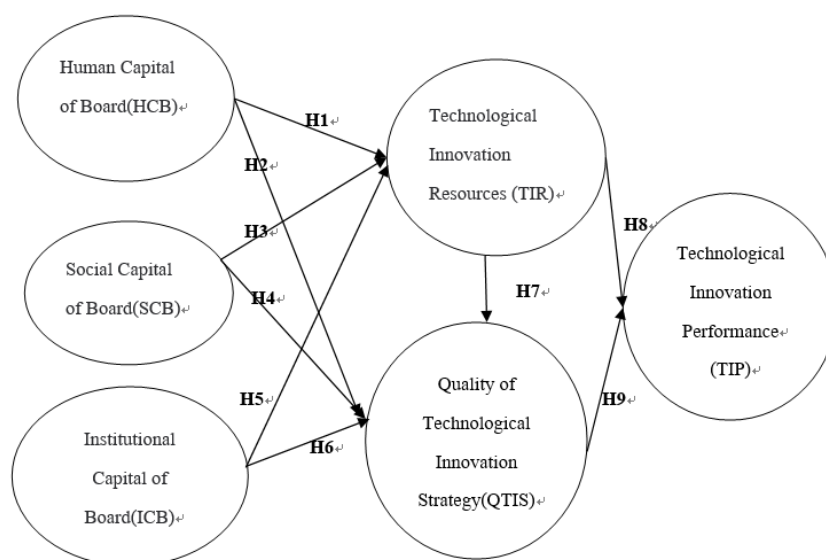 Human Capital
of Board(HCB)↵
H1↵
H2↵
Technological
Innovation
Resources (TIR)↵
Social Capital
of Board(SCB)↵
H3↵
H4↵
H8↵
H7↵
Technological
Innovation
Performance↵
(TIP)↵
Institutional
Capital of
Board(ICB)↵
H5↵
H6↵
Quality of
Technological
Innovation
Strategy(QTIS)↵
H9↵